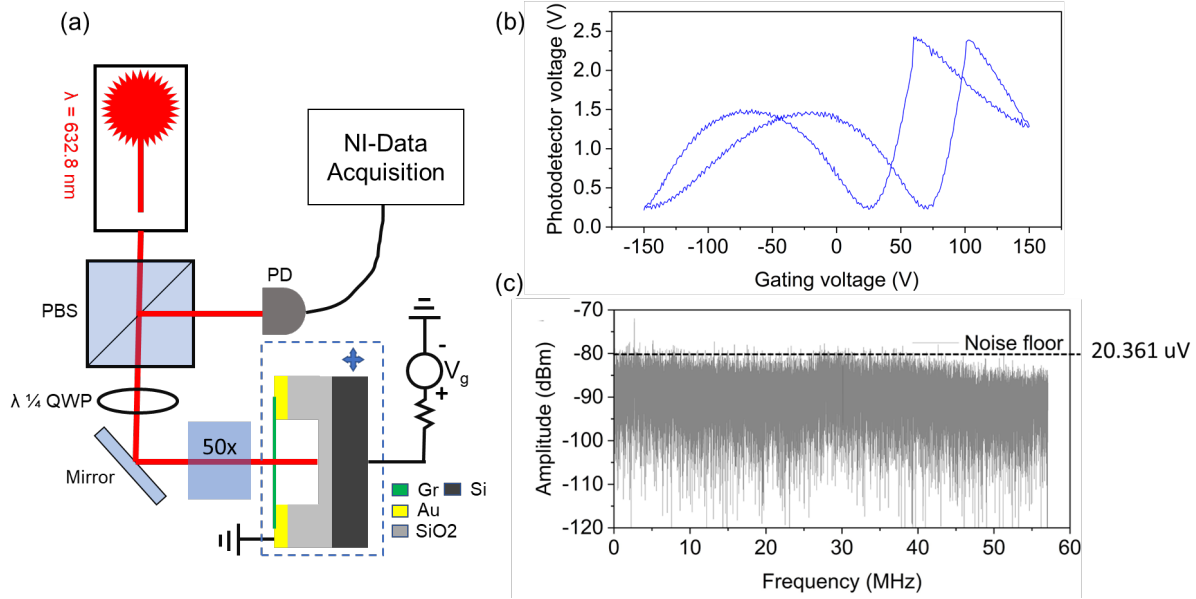 (a)
λ = 632.8 nm
NI-Data
Acquisition
PBS
PD
λ ¼ QWP
Mirror
50x
-
Vg
+
Gr
Si
Au
SiO2
(b)
Photodetector voltage (V)
2.5
2.0
1.5
1.0
0.5
0.0
-150 -100 -50 0 50 100 150
Gating voltage (V)
(c)
Amplitude (dBm)
-70
-80
-90
-100
-110
-120
Noise floor
20.361 uV
0 10 20 30 40 50 60
Frequency (MHz)